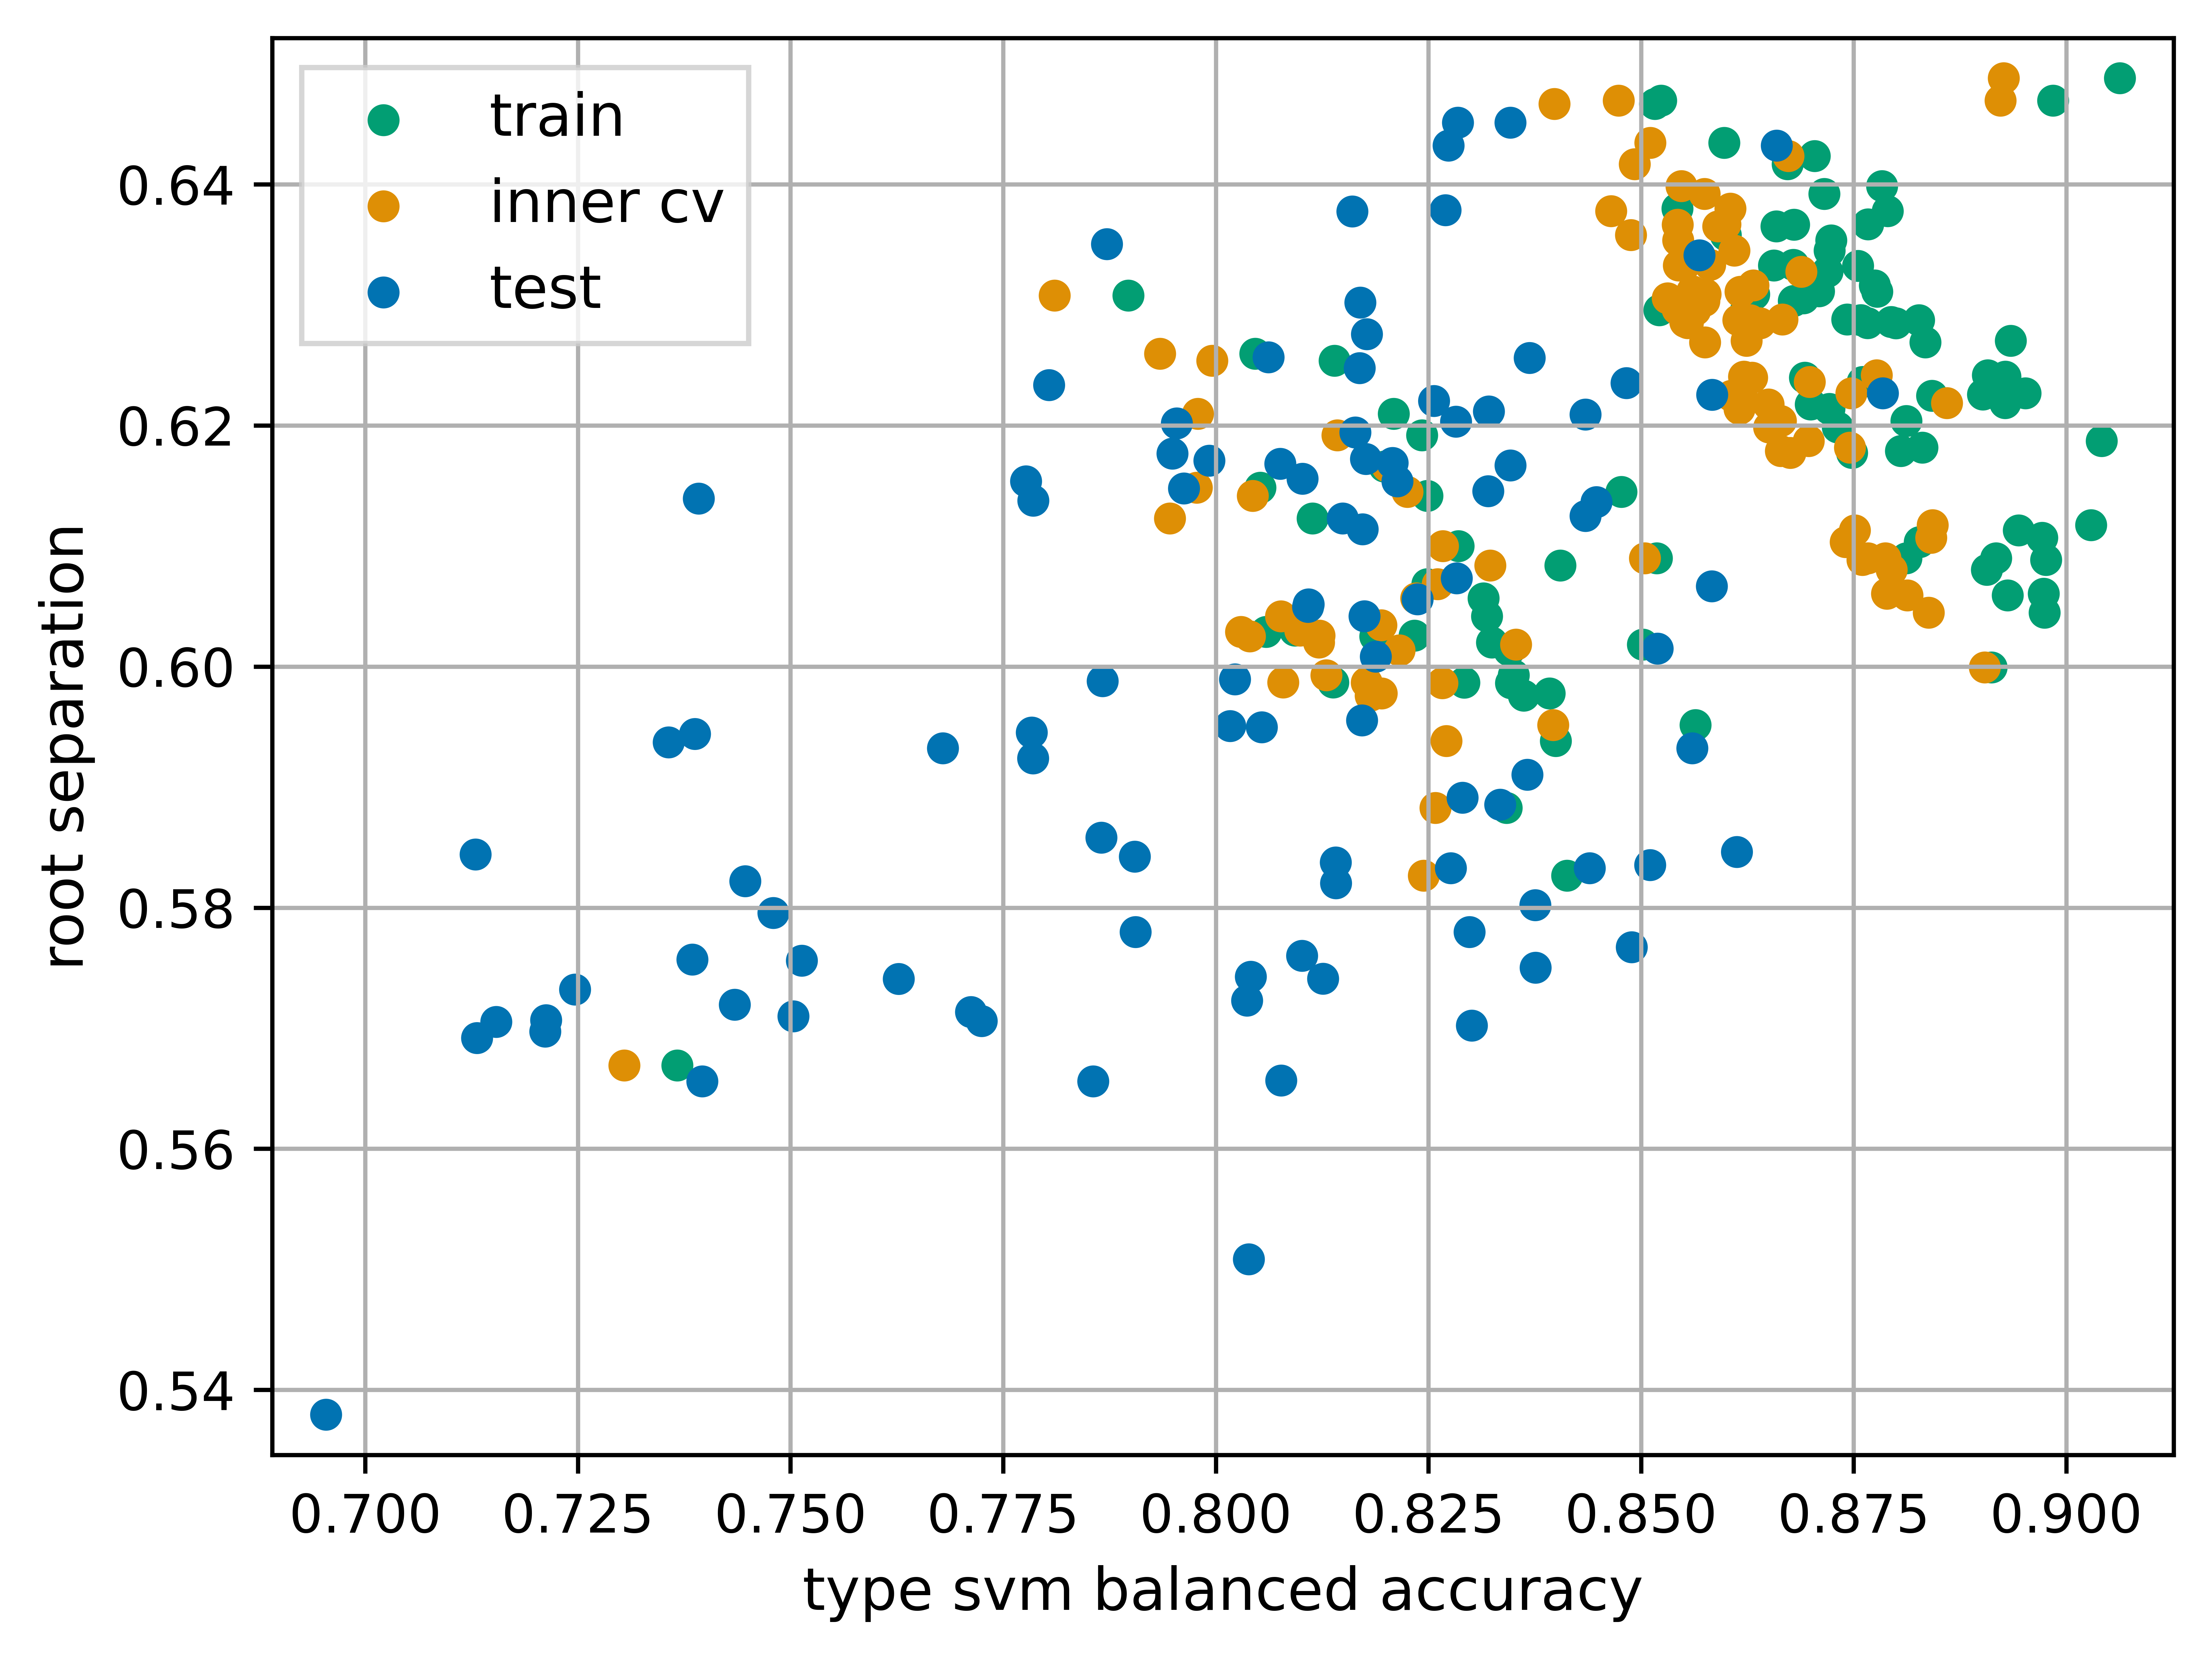 train
inner cv
test
0.64
0.62
0.60
0.58
0.56
0.54
root separation
0.700 0.725 0.750 0.775 0.800 0.825 0.850 0.875 0.900
type svm balanced accuracy